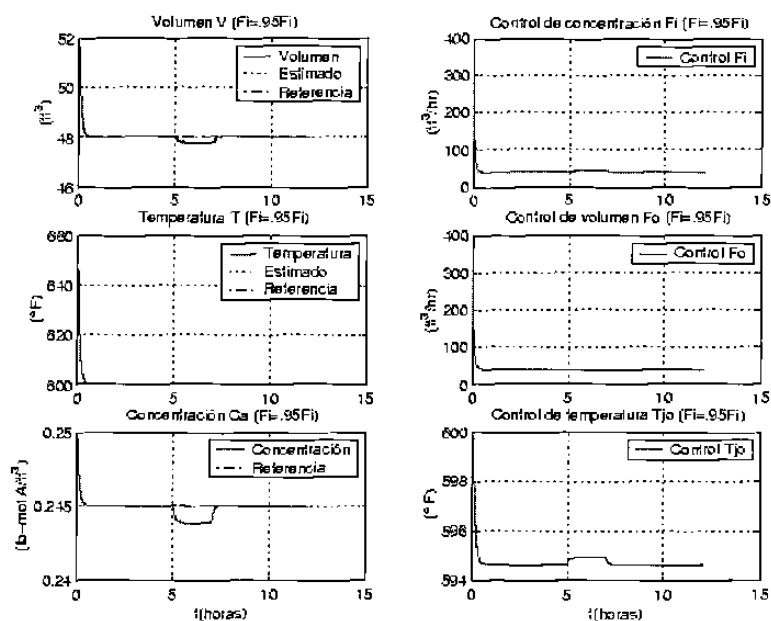 Volumen V (Fi=.95Fi)
52
50
48
46
(ft³)
0
5
10
15
Volumen
Estimado
Referencia
Control de concentración Fi (Fi=.95Fi)
400
300
200
100
0
(ft³/hr)
0
5
10
15
Control Fi
Temperatura T (Fi=.95Fi)
660
640
620
600
(°F)
0
5
10
15
Temperatura
Estimado
Referencia
Control de volumen Fo (Fi=.95Fi)
400
300
200
100
0
(ft³/hr)
0
5
10
15
Control Fo
Concentración Ca (Fi=.95Fi)
0.25
0.245
0.24
(lb-mol A/ft³)
0
5
10
15
t(horas)
Concentración
Referencia
Control de temperatura Tjo (Fi=.95Fi)
600
598
596
594
(°F)
0
5
10
15
t(horas)
Control Tjo